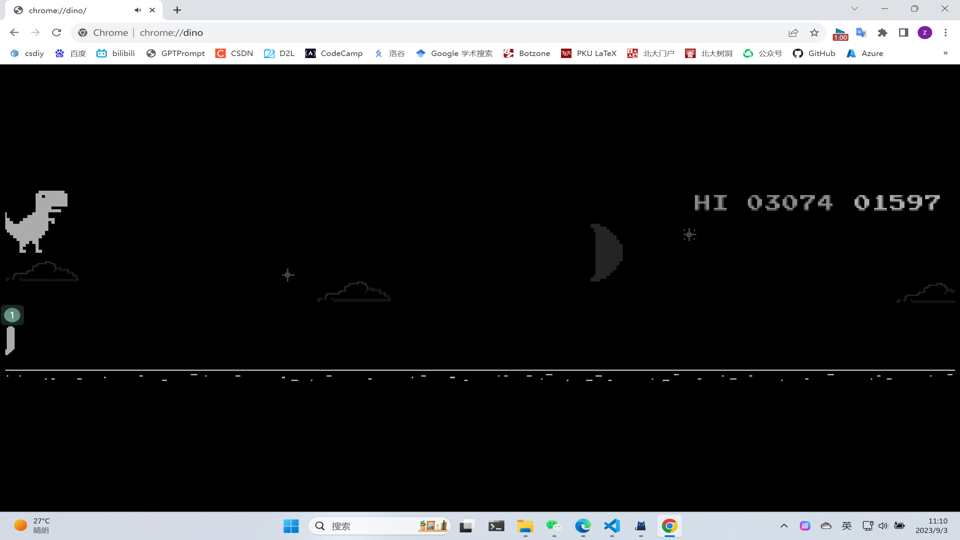 chrome://dino/
Chrome | chrome://dino
1.00
z
csdiy 百度 bilibili GPTPrompt CSDN D2L CodeCamp 洛谷 Google 学术搜索 Botzone PKU LaTeX 北大门户 北大树洞 公众号 GitHub Azure »
HI 03074 01597
1
27°C
晴朗
搜索
英
11:10
2023/9/3